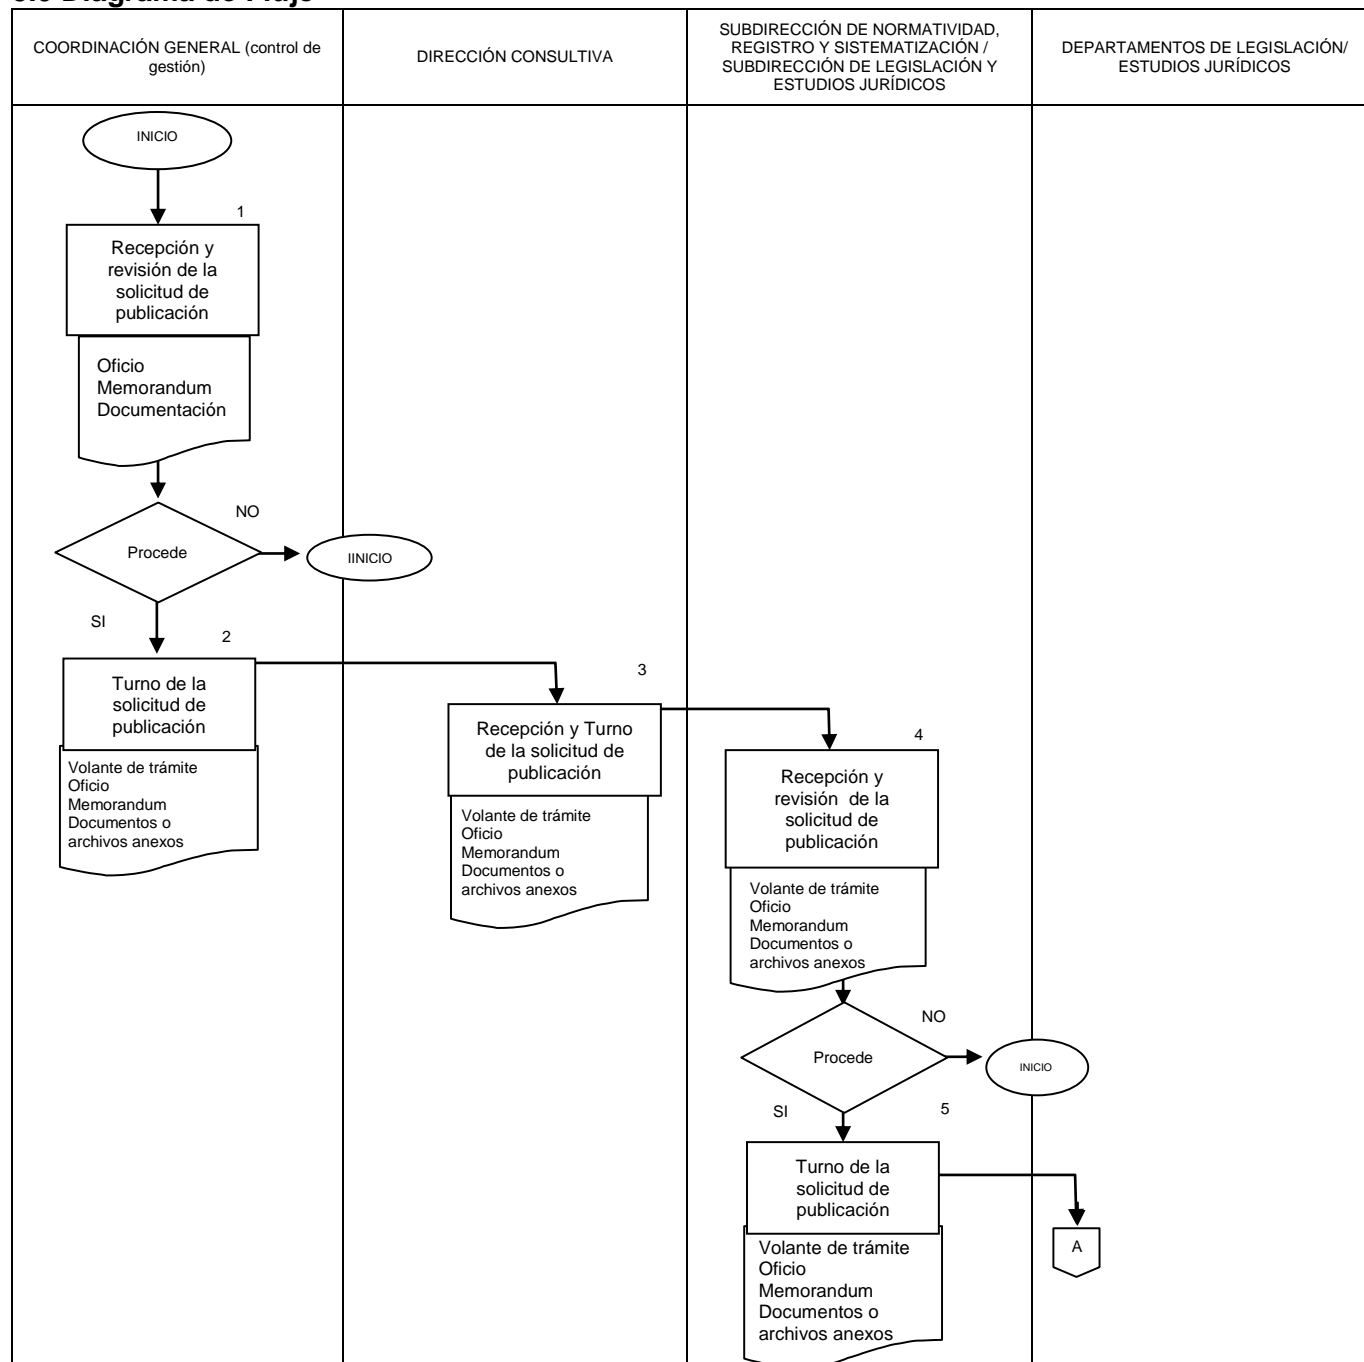 COORDINACIÓN GENERAL (control de
gestión)
DIRECCIÓN CONSULTIVA
SUBDIRECCIÓN DE NORMATIVIDAD,
REGISTRO Y SISTEMATIZACIÓN /
SUBDIRECCIÓN DE LEGISLACIÓN Y
ESTUDIOS JURÍDICOS
DEPARTAMENTOS DE LEGISLACIÓN/
ESTUDIOS JURÍDICOS
INICIO
1
Recepción y
revisión de la
solicitud de
publicación
Oficio
Memorandum
Documentación
Procede
NO
IINICIO
SI
2
Turno de la
solicitud de
publicación
Volante de trámite
Oficio
Memorandum
Documentos o
archivos anexos
3
Recepción y Turno
de la solicitud de
publicación
Volante de trámite
Oficio
Memorandum
Documentos o
archivos anexos
4
Recepción y
revisión de la
solicitud de
publicación
Volante de trámite
Oficio
Memorandum
Documentos o
archivos anexos
Procede
NO
INICIO
SI
5
Turno de la
solicitud de
publicación
Volante de trámite
Oficio
Memorandum
Documentos o
archivos anexos
A